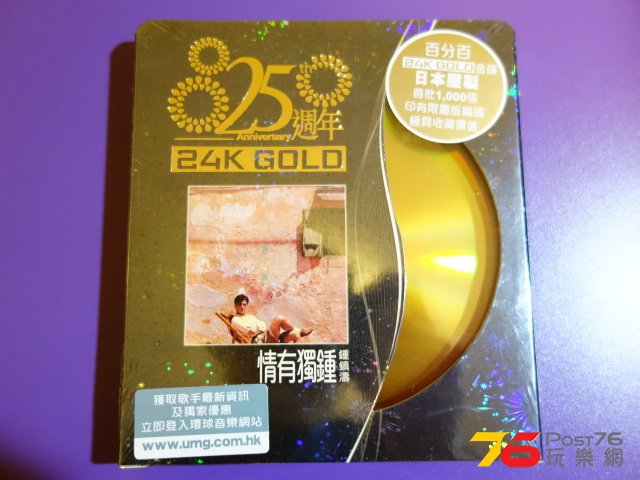 25
週年
Anniversary
24K GOLD
百分百
24K GOLD金碟
日本壓製
首批1,000張
印有限量版編碼
極具收藏價值
情有獨鍾
鍾鎮濤
獲取歌手最新資訊
及獨家優惠
立即登入環球音樂網站
www.umg.com.hk
76 Post76
玩樂網